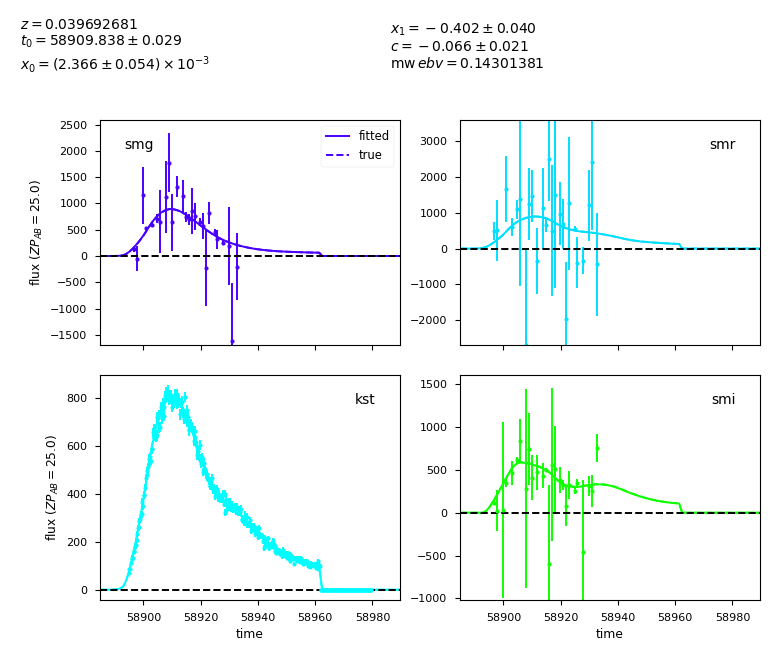 z = 0.039692681
t₀ = 58909.838 ± 0.029
x₀ = (2.366 ± 0.054) × 10⁻³
x₁ = −0.402 ± 0.040
c = −0.066 ± 0.021
mw ebv = 0.14301381
2500
2000
1500
1000
500
0
−500
−1000
−1500
flux (ZP_AB = 25.0)
smg
fitted
true
3000
2000
1000
0
−1000
−2000
smr
800
600
400
200
0
flux (ZP_AB = 25.0)
kst
58900 58920 58940 58960 58980
time
1500
1000
500
0
−500
−1000
smi
58900 58920 58940 58960 58980
time